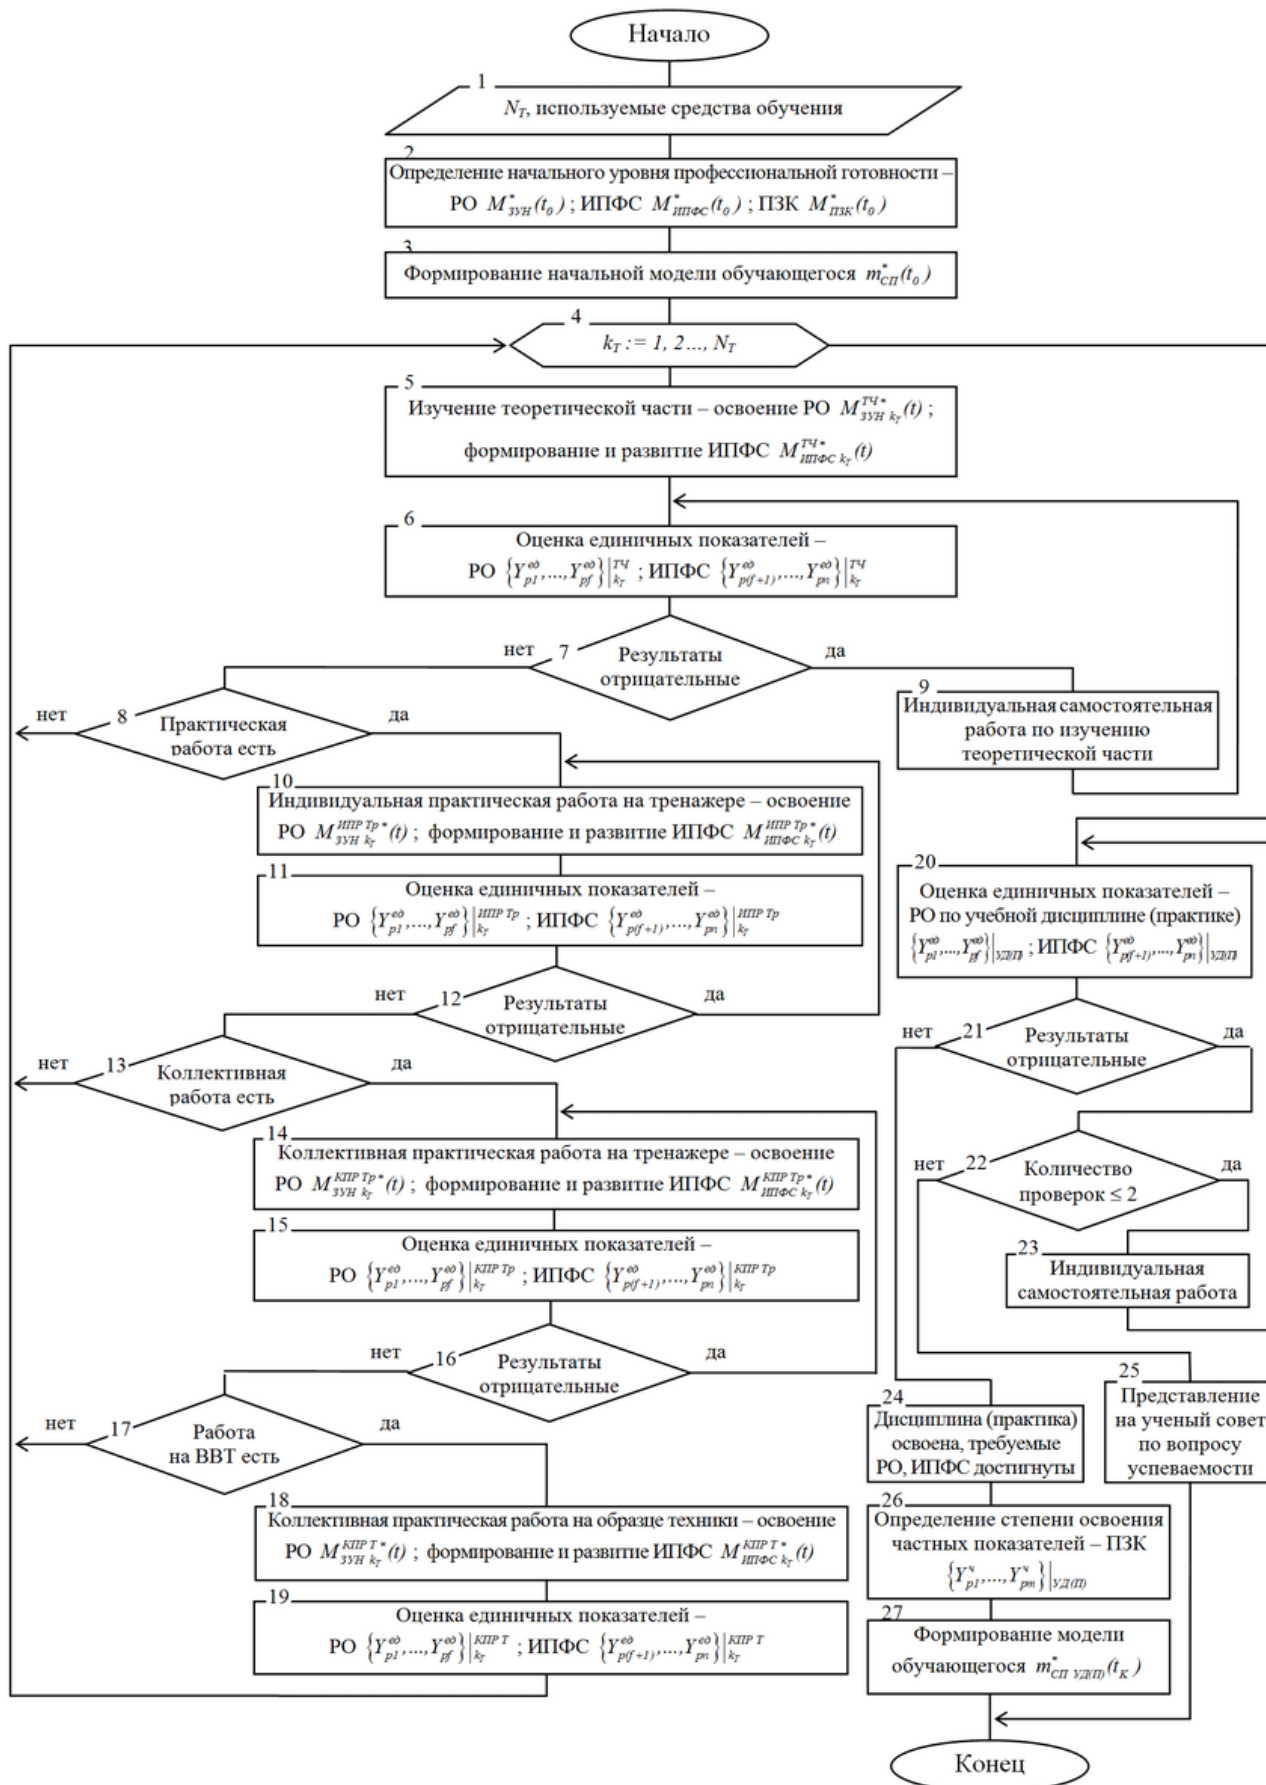 Начало
1
N_T, используемые средства обучения
2
Определение начального уровня профессиональной готовности –
РО M*_ЗУН(t_0) ; ИПФС M*_ИПФС(t_0) ; ПЗК M*_ПЗК(t_0)
3
Формирование начальной модели обучающегося m*_СП(t_0)
4
k_T := 1, 2..., N_T
5
Изучение теоретической части – освоение РО M^ТЧ*_ЗУН k_T(t) ;
формирование и развитие ИПФС M^ТЧ*_ИПФС k_T(t)
6
Оценка единичных показателей –
РО {Y^ед_p1,...,Y^ед_pf}|^ТЧ_k_T ; ИПФС {Y^ед_p(f+1),...,Y^ед_pn}|^ТЧ_k_T
нет
7
Результаты
отрицательные
да
нет
8
Практическая
работа есть
да
9
Индивидуальная самостоятельная
работа по изучению
теоретической части
10
Индивидуальная практическая работа на тренажере – освоение
РО M^ИПР Тр*_ЗУН k_T(t) ; формирование и развитие ИПФС M^ИПР Тр*_ИПФС k_T(t)
11
Оценка единичных показателей –
РО {Y^ед_p1,...,Y^ед_pf}|^ИПР Тр_k_T ; ИПФС {Y^ед_p(f+1),...,Y^ед_pn}|^ИПР Тр_k_T
нет
12
Результаты
отрицательные
да
нет
13
Коллективная
работа есть
да
14
Коллективная практическая работа на тренажере – освоение
РО M^КПР Тр*_ЗУН k_T(t) ; формирование и развитие ИПФС M^КПР Тр*_ИПФС k_T(t)
15
Оценка единичных показателей –
РО {Y^ед_p1,...,Y^ед_pf}|^КПР Тр_k_T ; ИПФС {Y^ед_p(f+1),...,Y^ед_pn}|^КПР Тр_k_T
нет
16
Результаты
отрицательные
да
нет
17
Работа
на ВВТ есть
да
18
Коллективная практическая работа на образце техники – освоение
РО M^КПР Т*_ЗУН k_T(t) ; формирование и развитие ИПФС M^КПР Т*_ИПФС k_T(t)
19
Оценка единичных показателей –
РО {Y^ед_p1,...,Y^ед_pf}|^КПР Т_k_T ; ИПФС {Y^ед_p(f+1),...,Y^ед_pn}|^КПР Т_k_T
20
Оценка единичных показателей –
РО по учебной дисциплине (практике)
{Y^ед_p1,...,Y^ед_pf}|_УД(П) ; ИПФС {Y^ед_p(f+1),...,Y^ед_pn}|_УД(П)
нет
21
Результаты
отрицательные
да
нет
22
Количество
проверок ≤ 2
да
23
Индивидуальная
самостоятельная работа
24
Дисциплина (практика)
освоена, требуемые
РО, ИПФС достигнуты
25
Представление
на ученый совет
по вопросу
успеваемости
26
Определение степени освоения
частных показателей – ПЗК
{Y^ч_p1,...,Y^ч_pm}|_УД(П)
27
Формирование модели
обучающегося m*_СП УД(П)(t_K)
Конец